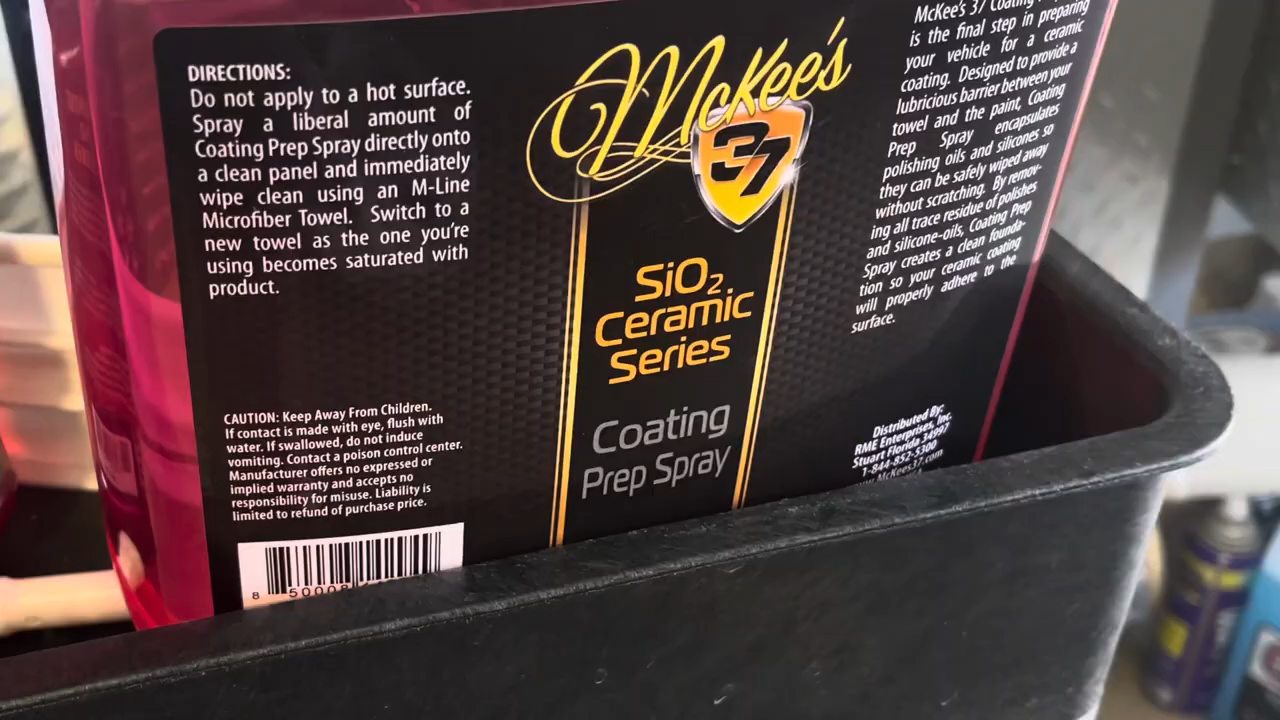 DIRECTIONS:
Do not apply to a hot surface.
Spray a liberal amount of
Coating Prep Spray directly onto
a clean panel and immediately
wipe clean using an M-Line
Microfiber Towel. Switch to a
new towel as the one you're
using becomes saturated with
product.
CAUTION: Keep Away From Children.
If contact is made with eye, flush with
water. If swallowed, do not induce
vomiting. Contact a poison control center.
Manufacturer offers no expressed or
implied warranty and accepts no
responsibility for misuse. Liability is
limited to refund of purchase price.
8 50008
McKee's
37
SiO₂
Ceramic
Series
Coating
Prep Spray
McKee's 37 Coating
is the final step in preparing
your vehicle for a ceramic
coating. Designed to provide a
lubricious barrier between your
towel and the paint, Coating
Prep Spray encapsulates
polishing oils and silicones so
they can be safely wiped away
without scratching. By remov-
ing all trace residue of polishes
and silicone-oils, Coating Prep
Spray creates a clean founda-
tion so your ceramic coating
will properly adhere to the
surface.
Distributed By:
RME Enterprises, Inc.
Stuart Florida 34997
1-844-852-5300
McKees37.com